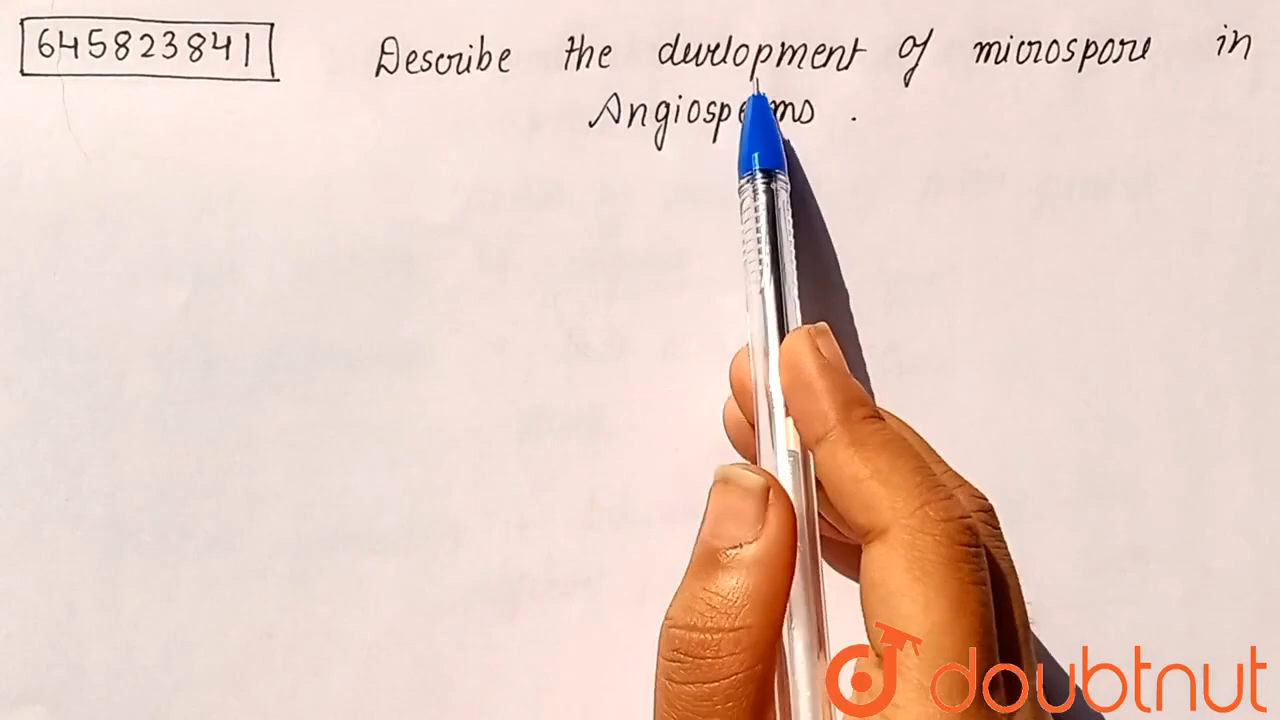 645823841 Describe the development of microspore in
Angiosperms .
doubtnut